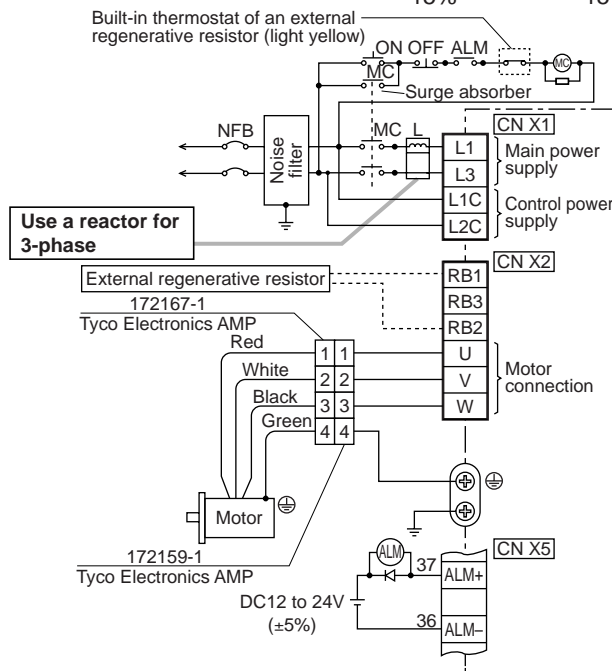 15%
Built-in thermostat of an external
regenerative resistor (light yellow)
ON OFF ALM
MC
MC
Surge absorber
CN X1
NFB
Noise
filter
MC L
L1
L3
L1C
L2C
Main power
supply
Control power
supply
Use a reactor for
3-phase
CN X2
External regenerative resistor
RB1
RB3
RB2
U
V
W
Motor
connection
172167-1
Tyco Electronics AMP
Red
White
Black
Green
1 1
2 2
3 3
4 4
Motor
172159-1
Tyco Electronics AMP
CN X5
ALM
37
ALM+
DC12 to 24V
(±5%)
36
ALM–